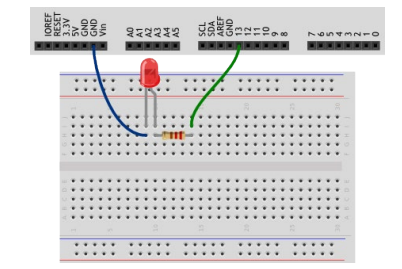 IOREF
RESET
3.3V
5V
GND
GND
Vin
A0
A1
A2
A3
A4
A5
SCL
SDA
AREF
GND
13
12
11
10
9
8
7
6
5
4
3
2
1
0